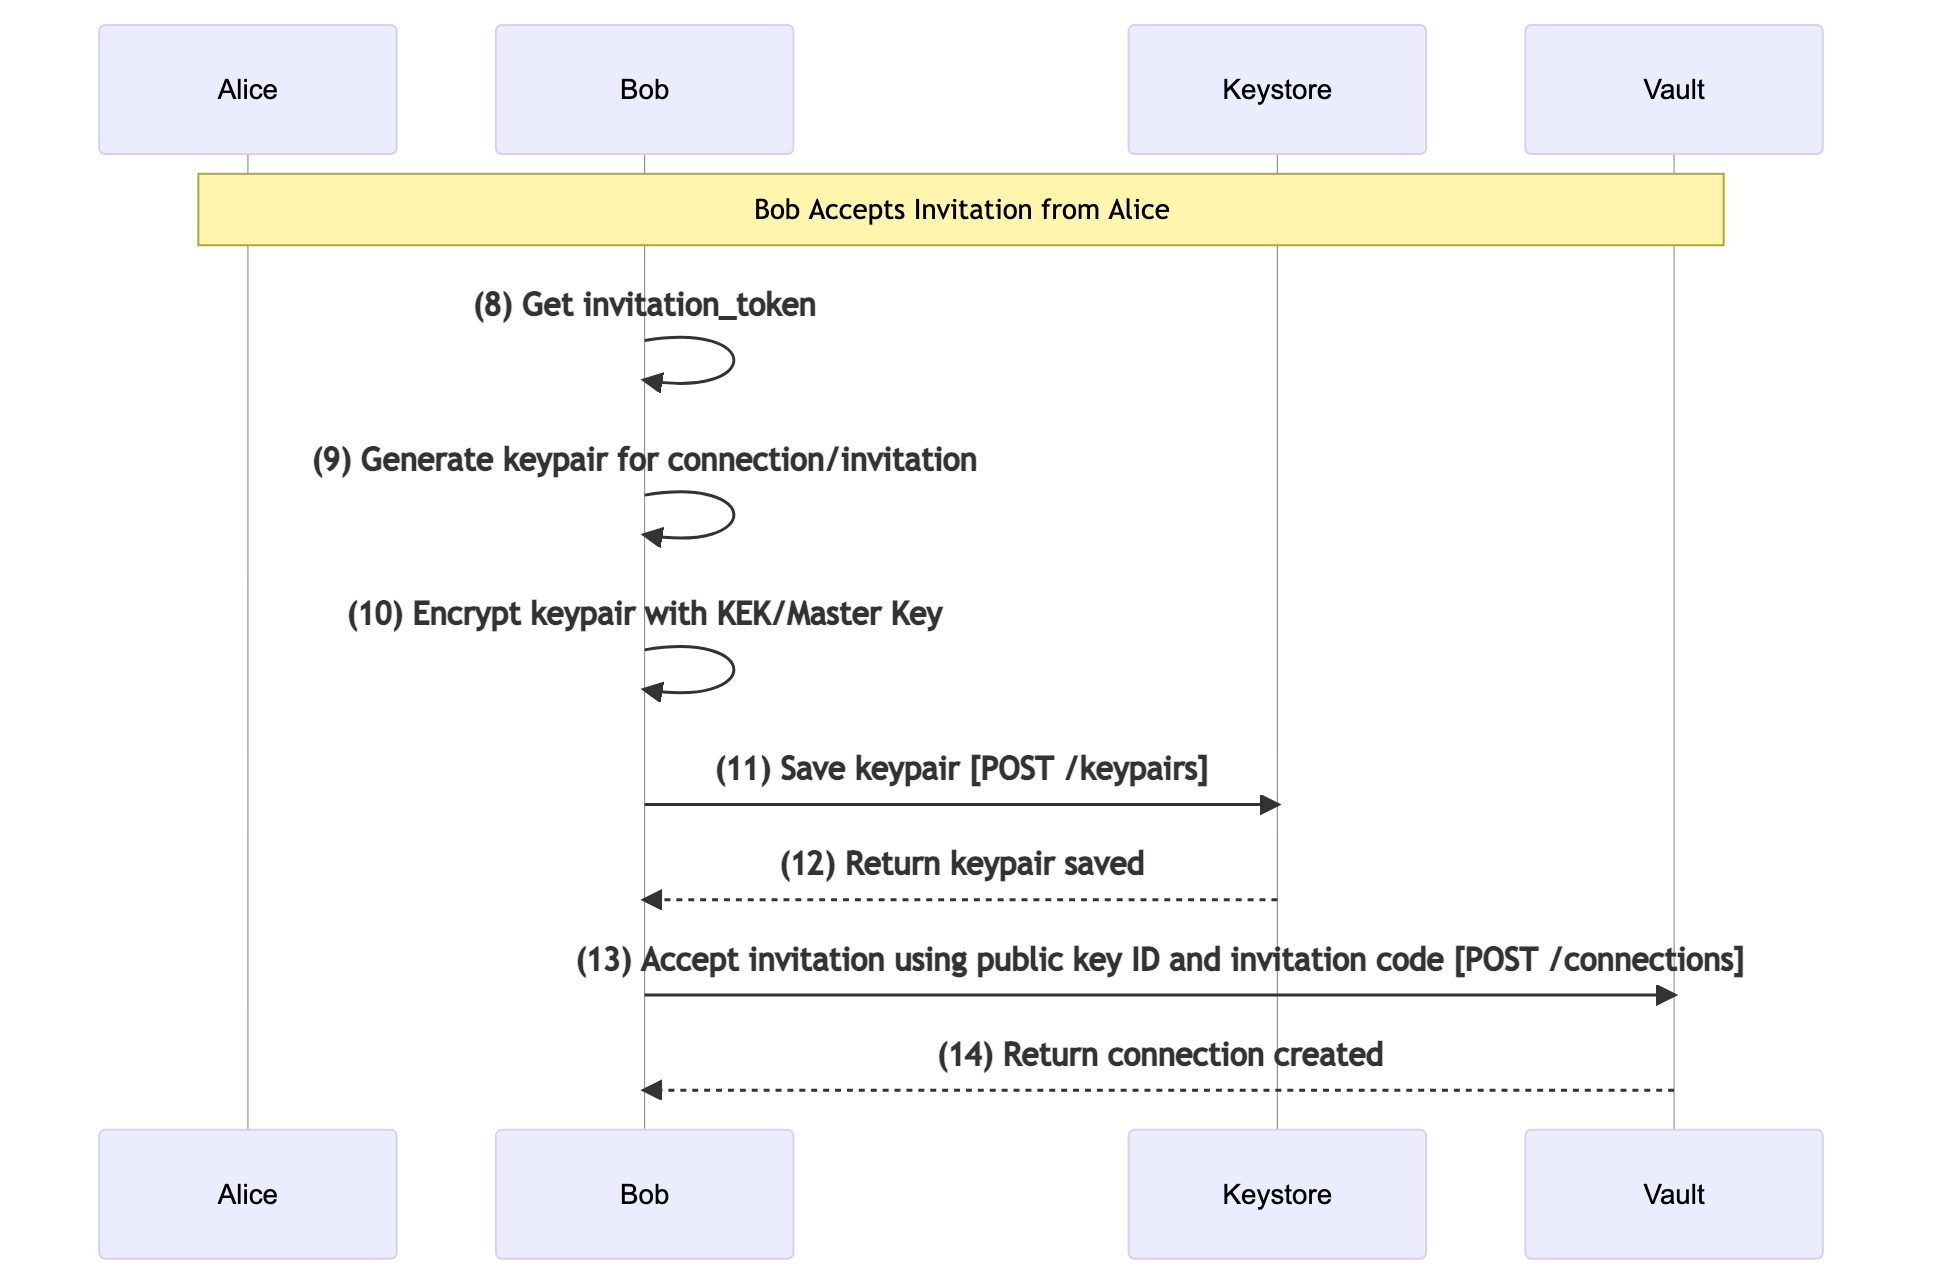 Alice
Bob
Keystore
Vault
Bob Accepts Invitation from Alice
(8) Get invitation_token
(9) Generate keypair for connection/invitation
(10) Encrypt keypair with KEK/Master Key
(11) Save keypair [POST /keypairs]
(12) Return keypair saved
(13) Accept invitation using public key ID and invitation code [POST /connections]
(14) Return connection created
Alice
Bob
Keystore
Vault